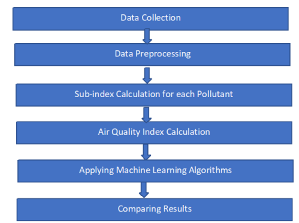 Data Collection
Data Preprocessing
Sub-index Calculation for each Pollutant
Air Quality Index Calculation
Applying Machine Learning Algorithms
Comparing Results